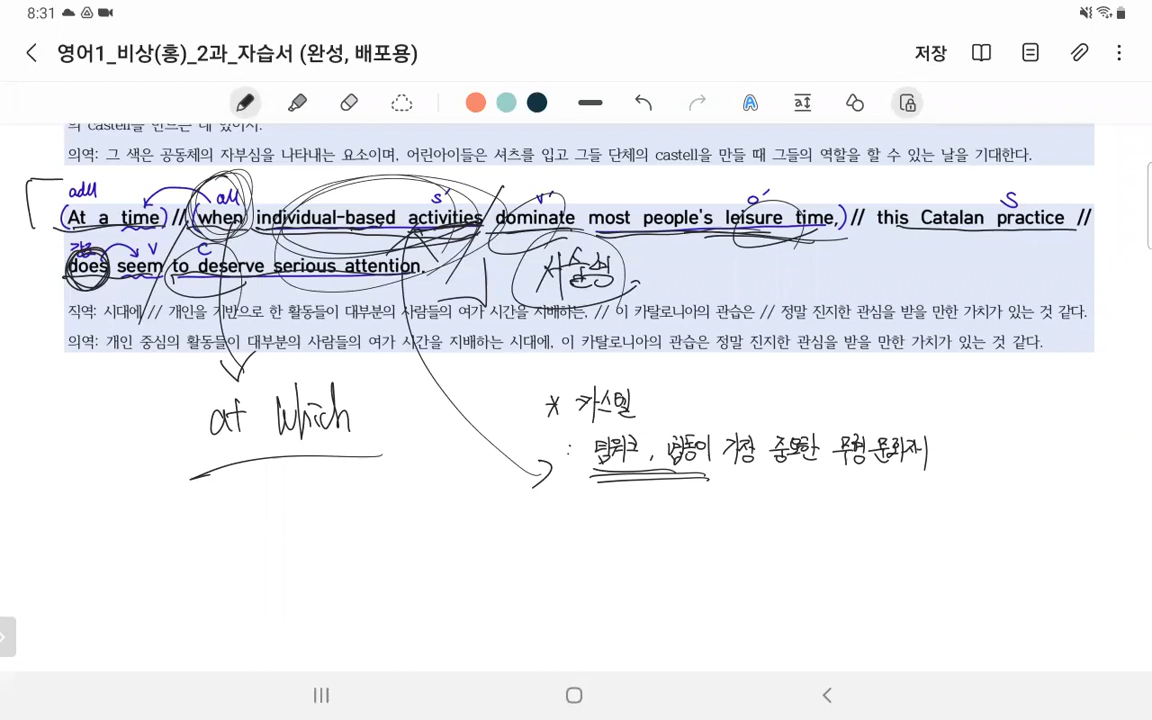 8:31
영어1_비상(홍)_2과_자습서 (완성, 배포용)
저장
의 castell을 만드는 데 있어서.
의역: 그 색은 공동체의 자부심을 나타내는 요소이며, 어린아이들은 셔츠를 입고 그들 단체의 castell을 만들 때 그들의 역할을 할 수 있는 날을 기대한다.
S' V' O' S
(At a time // (when individual-based activities dominate most people's leisure time,) // this Catalan practice //
V C
does seem to deserve serious attention.
직역: 시대에 // 개인을 기반으로 한 활동들이 대부분의 사람들의 여가 시간을 지배하는, // 이 카탈로니아의 관습은 // 정말 진지한 관심을 받을 만한 가치가 있는 것 같다.
의역: 개인 중심의 활동들이 대부분의 사람들의 여가 시간을 지배하는 시대에, 이 카탈로니아의 관습은 정말 진지한 관심을 받을 만한 가치가 있는 것 같다.
at which
* 카스텔
: 팀워크, 협동이 가장 중요한 무형문화재